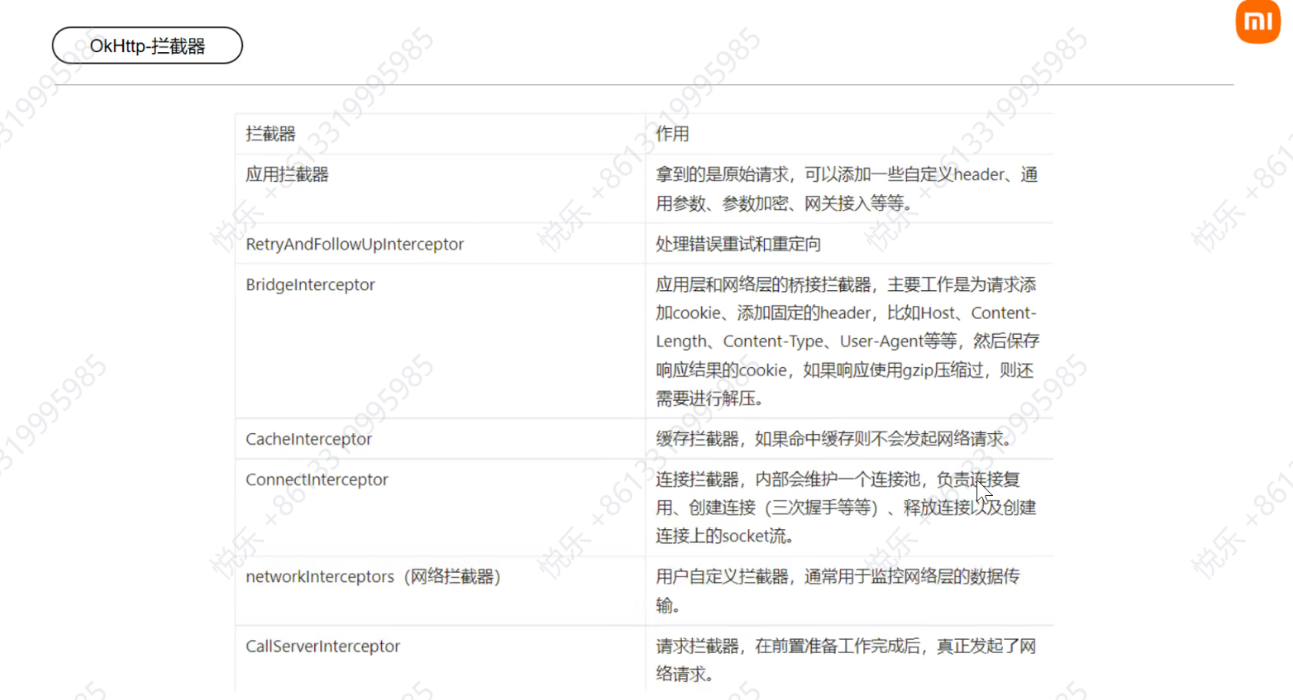 OkHttp-拦截器
mi
拦截器
作用
应用拦截器
拿到的是原始请求，可以添加一些自定义header、通
用参数、参数加密、网关接入等等。
RetryAndFollowUpInterceptor
处理错误重试和重定向
BridgeInterceptor
应用层和网络层的桥接拦截器，主要工作是为请求添
加cookie、添加固定的header，比如Host、Content-
Length、Content-Type、User-Agent等等，然后保存
响应结果的cookie，如果响应使用gzip压缩过，则还
需要进行解压。
CacheInterceptor
缓存拦截器，如果命中缓存则不会发起网络请求。
ConnectInterceptor
连接拦截器，内部会维护一个连接池，负责连接复
用、创建连接（三次握手等等）、释放连接以及创建
连接上的socket流。
networkInterceptors（网络拦截器）
用户自定义拦截器，通常用于监控网络层的数据传
输。
CallServerInterceptor
请求拦截器，在前置准备工作完成后，真正发起了网
络请求。
悦乐 +8613319995985